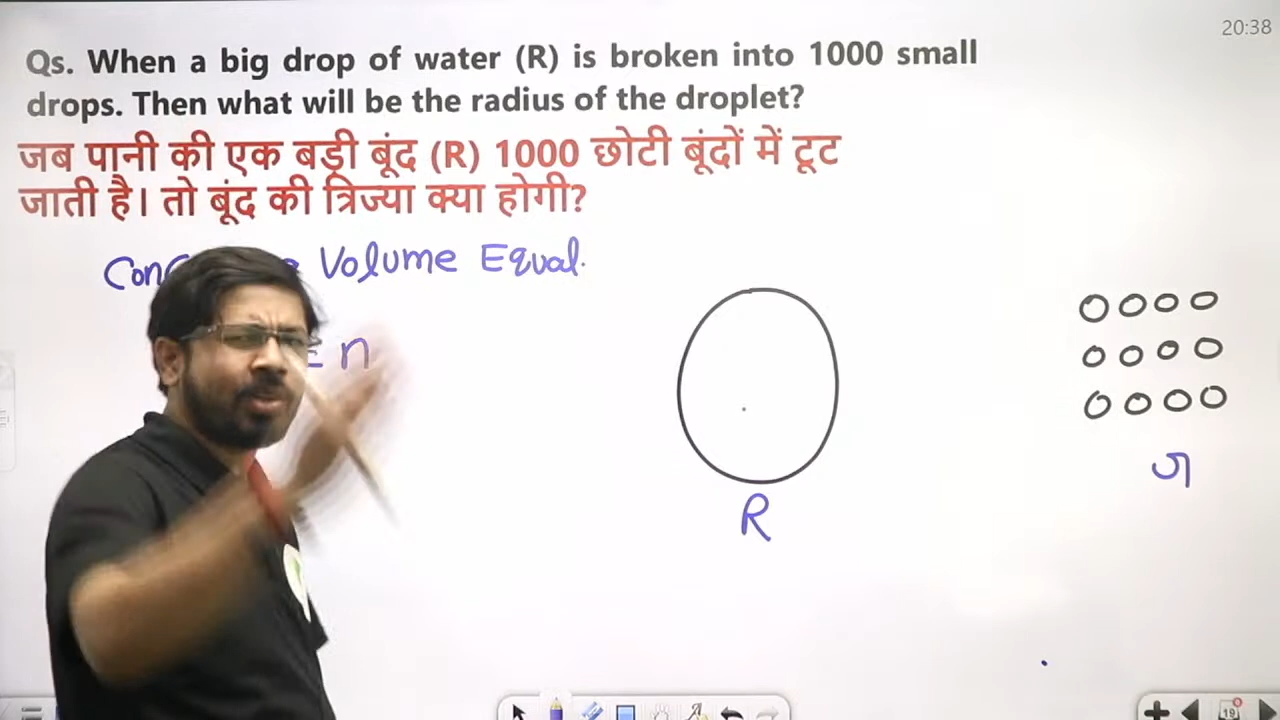 20:38
Qs. When a big drop of water (R) is broken into 1000 small
drops. Then what will be the radius of the droplet?
जब पानी की एक बड़ी बूंद (R) 1000 छोटी बूंदों में टूट
जाती है। तो बूंद की त्रिज्या क्या होगी?
Volume Equal.
= n
R
19